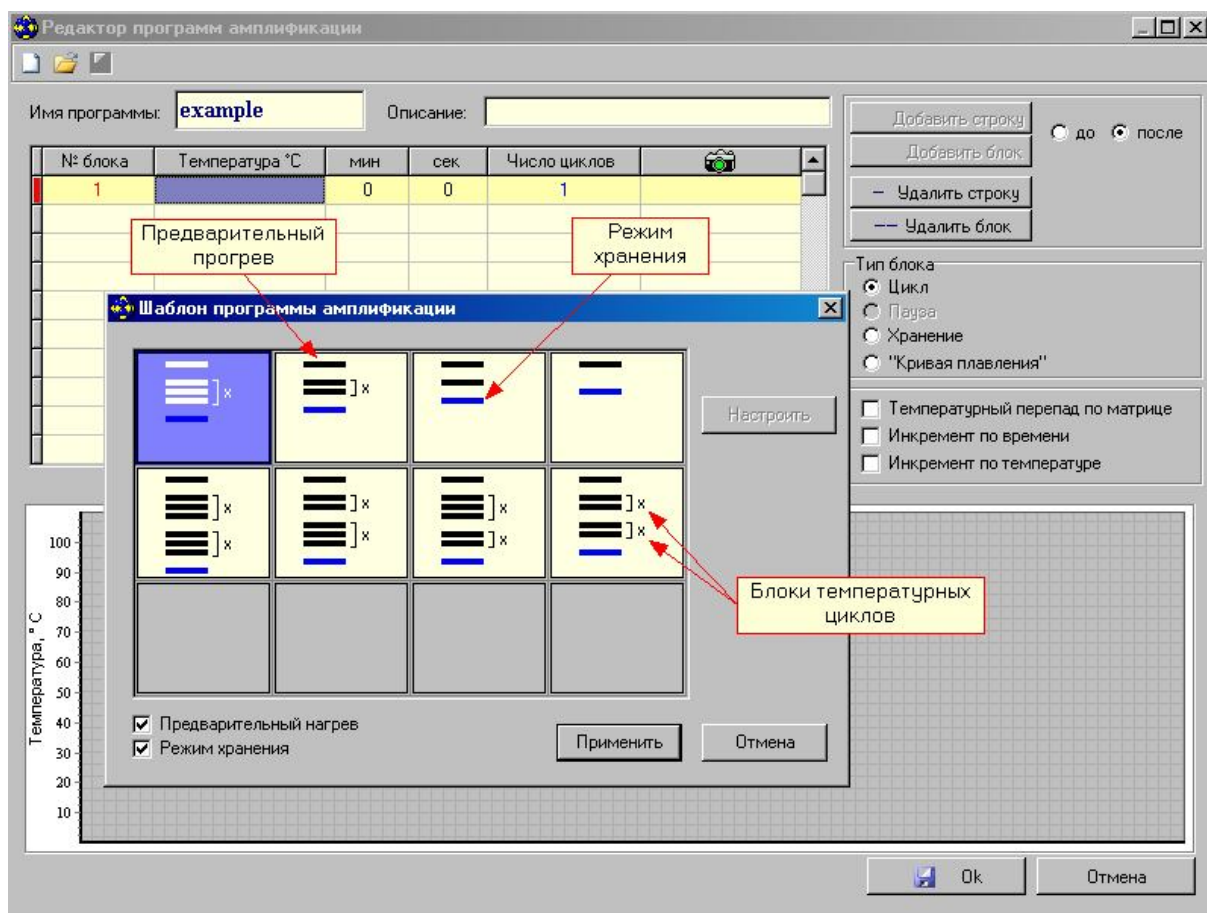 Редактор программ амплификации
Имя программы: example Описание:
Добавить строку
Добавить блок
до после
Удалить строку
Удалить блок
№ блока Температура °C мин сек Число циклов
1 0 0 1
Предварительный
прогрев
Режим
хранения
Тип блока
Цикл
Пауза
Хранение
"Кривая плавления"
Температурный перепад по матрице
Инкремент по времени
Инкремент по температуре
Шаблон программы амплификации
x
x
x x x x
x x x
Настроить
Блоки температурных
циклов
Предварительный нагрев
Режим хранения
Применить Отмена
Температура, °C
100
90
80
70
60
50
40
30
20
10
Ok Отмена